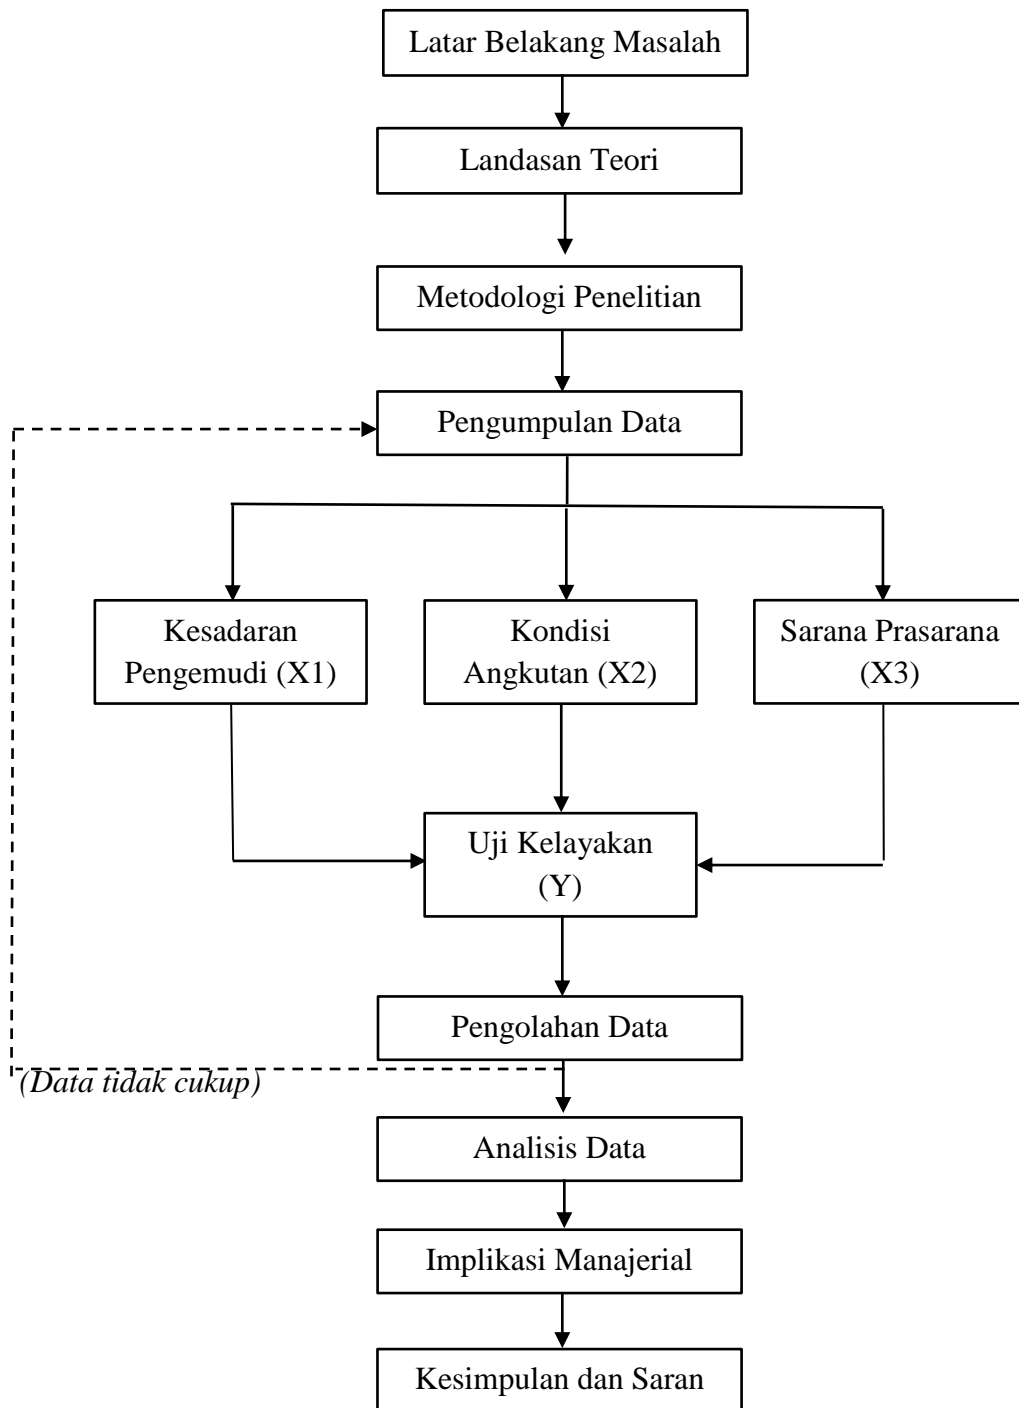 Latar Belakang Masalah
Landasan Teori
Metodologi Penelitian
Pengumpulan Data
Kesadaran
Pengemudi (X1)
Kondisi
Angkutan (X2)
Sarana Prasarana
(X3)
Uji Kelayakan
(Y)
Pengolahan Data
(Data tidak cukup)
Analisis Data
Implikasi Manajerial
Kesimpulan dan Saran